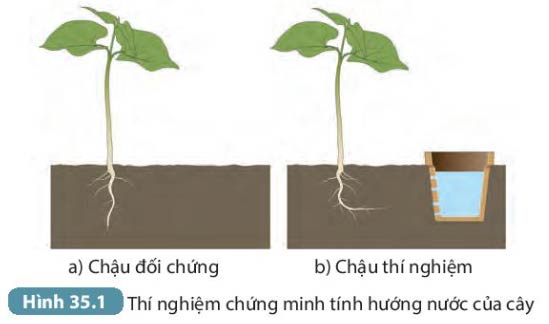 a) Chậu đối chứng
b) Chậu thí nghiệm
Hình 35.1 Thí nghiệm chứng minh tính hướng nước của cây